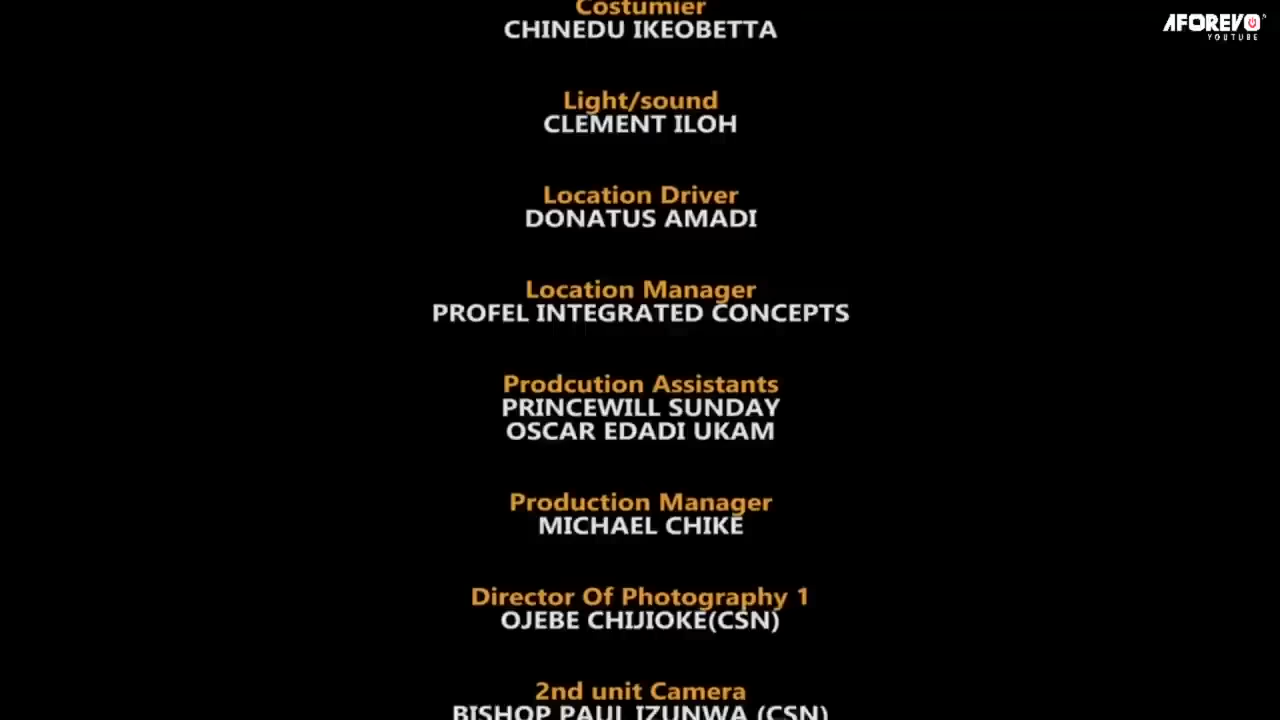 AFOREVO
YOUTUBE
Costumier
CHINEDU IKEOBETTA
Light/sound
CLEMENT ILOH
Location Driver
DONATUS AMADI
Location Manager
PROFEL INTEGRATED CONCEPTS
Prodcution Assistants
PRINCEWILL SUNDAY
OSCAR EDADI UKAM
Production Manager
MICHAEL CHIKE
Director Of Photography 1
OJEBE CHIJIOKE(CSN)
2nd unit Camera
BISHOP PAUL IZUNWA (CSN)